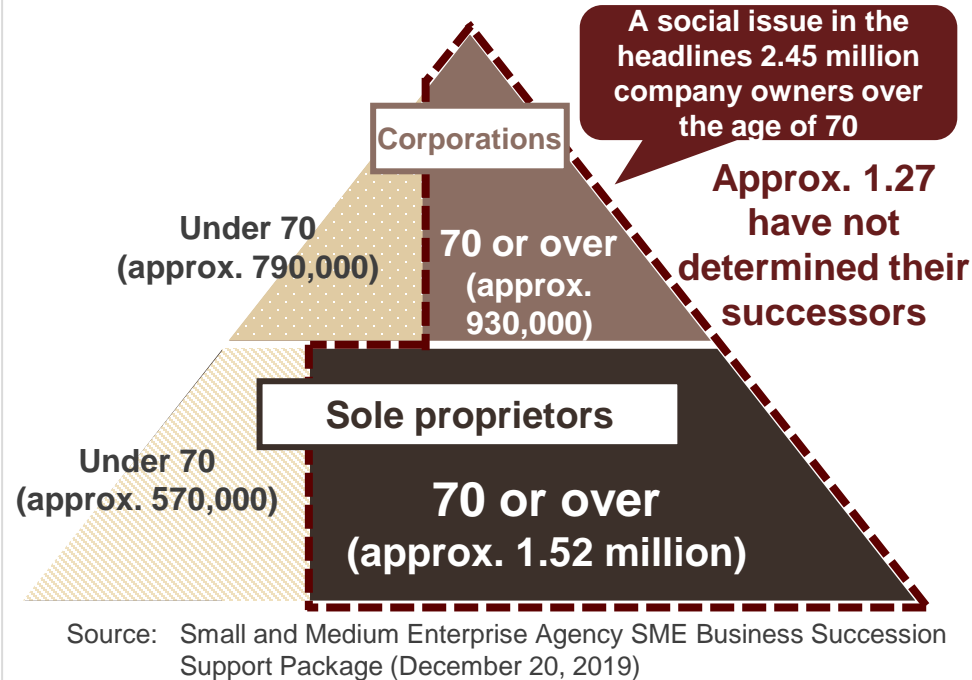 A social issue in the
headlines 2.45 million
company owners over
the age of 70
Corporations
Approx. 1.27
have not
determined their
successors
Under 70
(approx. 790,000)
70 or over
(approx.
930,000)
Sole proprietors
Under 70
(approx. 570,000)
70 or over
(approx. 1.52 million)
Source: Small and Medium Enterprise Agency SME Business Succession
Support Package (December 20, 2019)